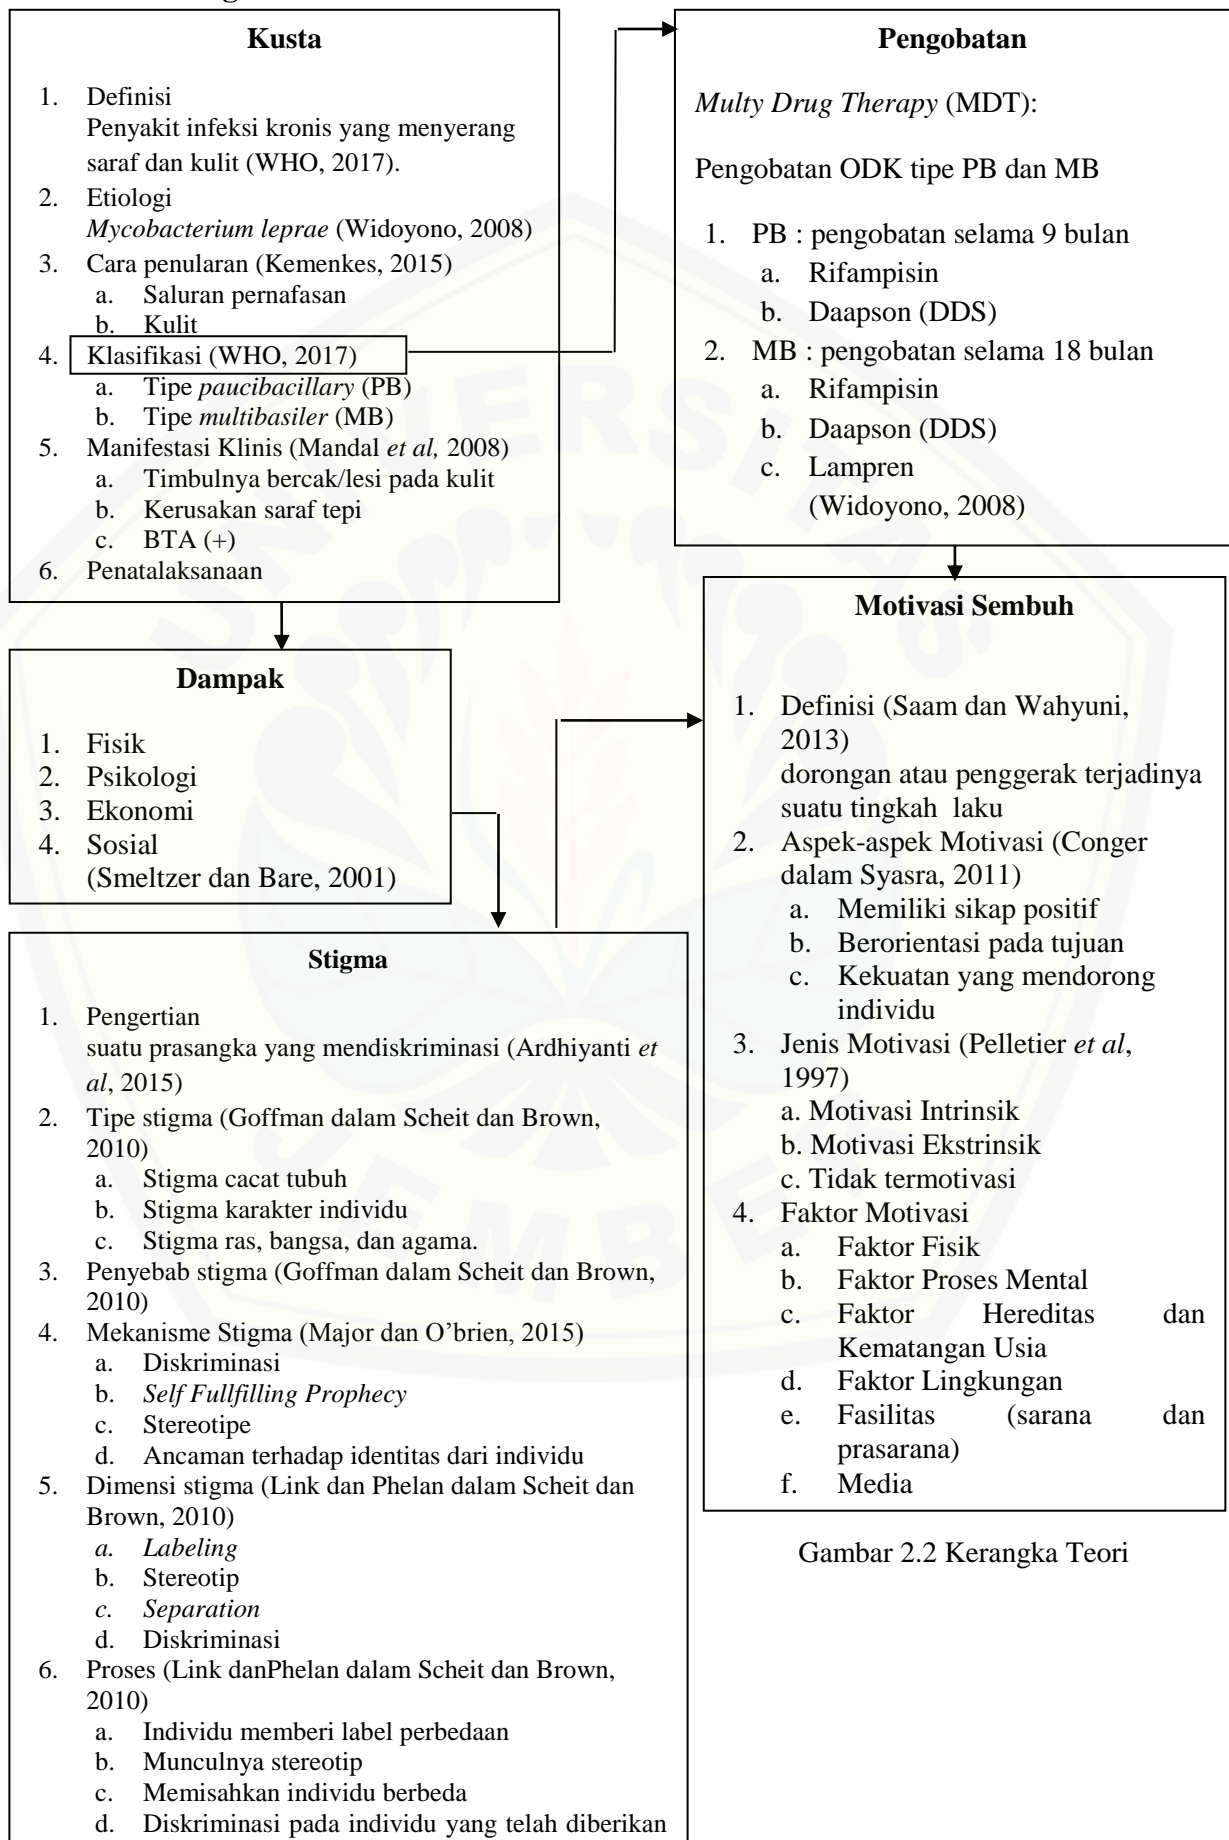 Kusta
1. Definisi
Penyakit infeksi kronis yang menyerang
saraf dan kulit (WHO, 2017).
2. Etiologi
Mycobacterium leprae (Widoyono, 2008)
3. Cara penularan (Kemenkes, 2015)
a. Saluran pernafasan
b. Kulit
4. Klasifikasi (WHO, 2017)
a. Tipe paucibacillary (PB)
b. Tipe multibasiler (MB)
5. Manifestasi Klinis (Mandal et al, 2008)
a. Timbulnya bercak/lesi pada kulit
b. Kerusakan saraf tepi
c. BTA (+)
6. Penatalaksanaan
Pengobatan
Multy Drug Therapy (MDT):
Pengobatan ODK tipe PB dan MB
1. PB : pengobatan selama 9 bulan
a. Rifampisin
b. Daapson (DDS)
2. MB : pengobatan selama 18 bulan
a. Rifampisin
b. Daapson (DDS)
c. Lampren
(Widoyono, 2008)
Dampak
1. Fisik
2. Psikologi
3. Ekonomi
4. Sosial
(Smeltzer dan Bare, 2001)
Stigma
1. Pengertian
suatu prasangka yang mendiskriminasi (Ardhiyanti et
al, 2015)
2. Tipe stigma (Goffman dalam Scheit dan Brown,
2010)
a. Stigma cacat tubuh
b. Stigma karakter individu
c. Stigma ras, bangsa, dan agama.
3. Penyebab stigma (Goffman dalam Scheit dan Brown,
2010)
4. Mekanisme Stigma (Major dan O’brien, 2015)
a. Diskriminasi
b. Self Fullfilling Prophecy
c. Stereotipe
d. Ancaman terhadap identitas dari individu
5. Dimensi stigma (Link dan Phelan dalam Scheit dan
Brown, 2010)
a. Labeling
b. Stereotip
c. Separation
d. Diskriminasi
6. Proses (Link danPhelan dalam Scheit dan Brown,
2010)
a. Individu memberi label perbedaan
b. Munculnya stereotip
c. Memisahkan individu berbeda
d. Diskriminasi pada individu yang telah diberikan
Motivasi Sembuh
1. Definisi (Saam dan Wahyuni,
2013)
dorongan atau penggerak terjadinya
suatu tingkah laku
2. Aspek-aspek Motivasi (Conger
dalam Syasra, 2011)
a. Memiliki sikap positif
b. Berorientasi pada tujuan
c. Kekuatan yang mendorong
individu
3. Jenis Motivasi (Pelletier et al,
1997)
a. Motivasi Intrinsik
b. Motivasi Ekstrinsik
c. Tidak termotivasi
4. Faktor Motivasi
a. Faktor Fisik
b. Faktor Proses Mental
c. Faktor Hereditas dan
Kematangan Usia
d. Faktor Lingkungan
e. Fasilitas (sarana dan
prasarana)
f. Media
Gambar 2.2 Kerangka Teori
UNIVERSITAS
JEMBER